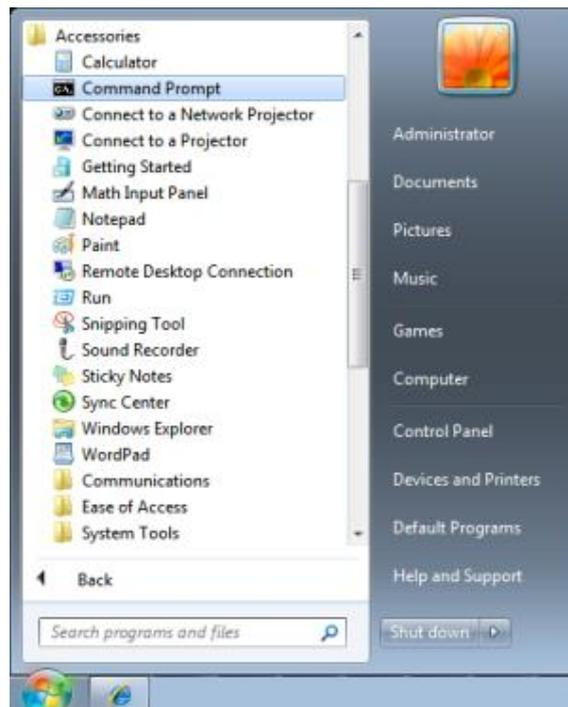 Accessories
Calculator
Command Prompt
Connect to a Network Projector
Connect to a Projector
Getting Started
Math Input Panel
Notepad
Paint
Remote Desktop Connection
Run
Snipping Tool
Sound Recorder
Sticky Notes
Sync Center
Windows Explorer
WordPad
Communications
Ease of Access
System Tools
Back
Search programs and files
Administrator
Documents
Pictures
Music
Games
Computer
Control Panel
Devices and Printers
Default Programs
Help and Support
Shut down